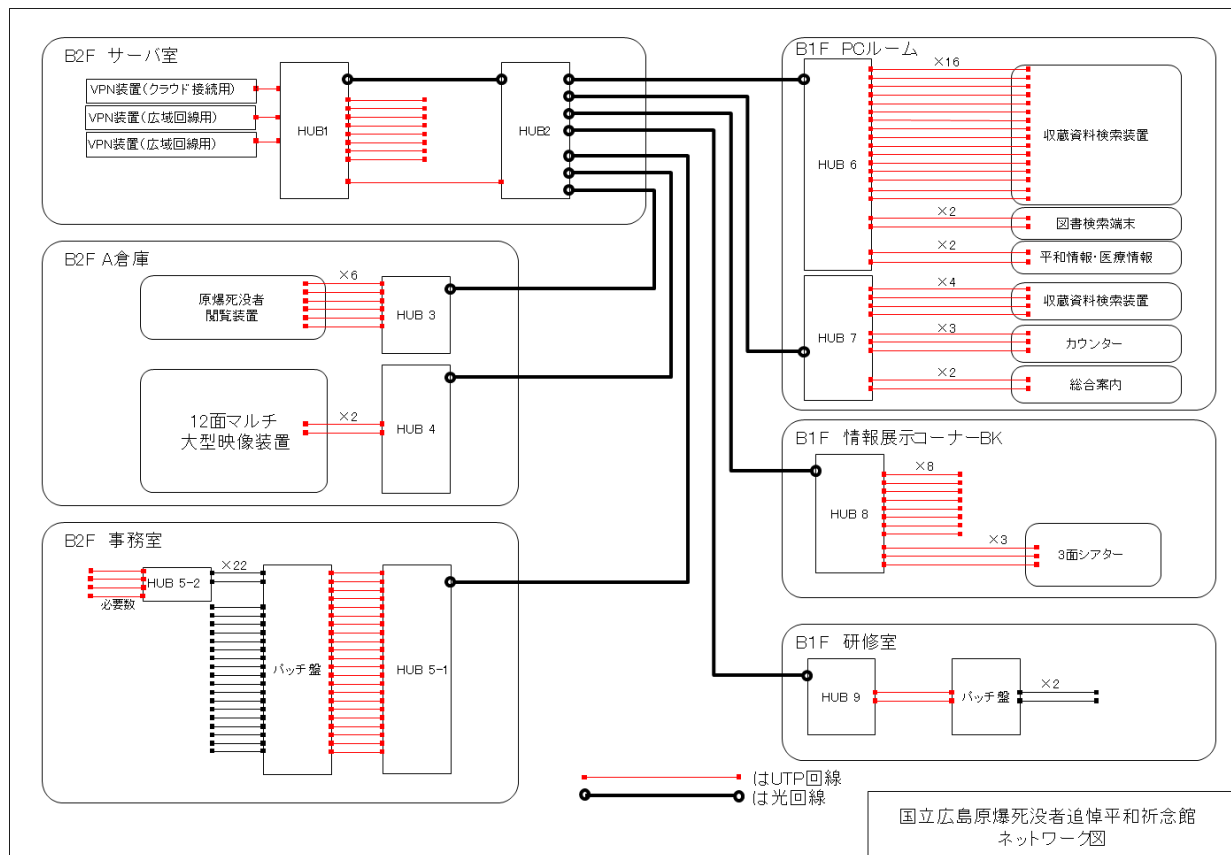 B2F サーバ室
VPN装置(クラウド接続用)
VPN装置(広域回線用)
VPN装置(広域回線用)
HUB1
HUB2
B2F A倉庫
×6
原爆死没者
閲覧装置
HUB 3
12面マルチ
大型映像装置
×2
HUB 4
B2F 事務室
HUB 5-2
×22
必要数
パッチ盤
HUB 5-1
B1F PCルーム
×16
HUB 6
収蔵資料検索装置
×2
図書検索端末
×2
平和情報・医療情報
×4
収蔵資料検索装置
HUB 7
×3
カウンター
×2
総合案内
B1F 情報展示コーナーBK
×8
HUB 8
×3
3面シアター
B1F 研修室
HUB 9
パッチ盤
×2
はUTP回線
は光回線
国立広島原爆死没者追悼平和祈念館
ネットワーク図